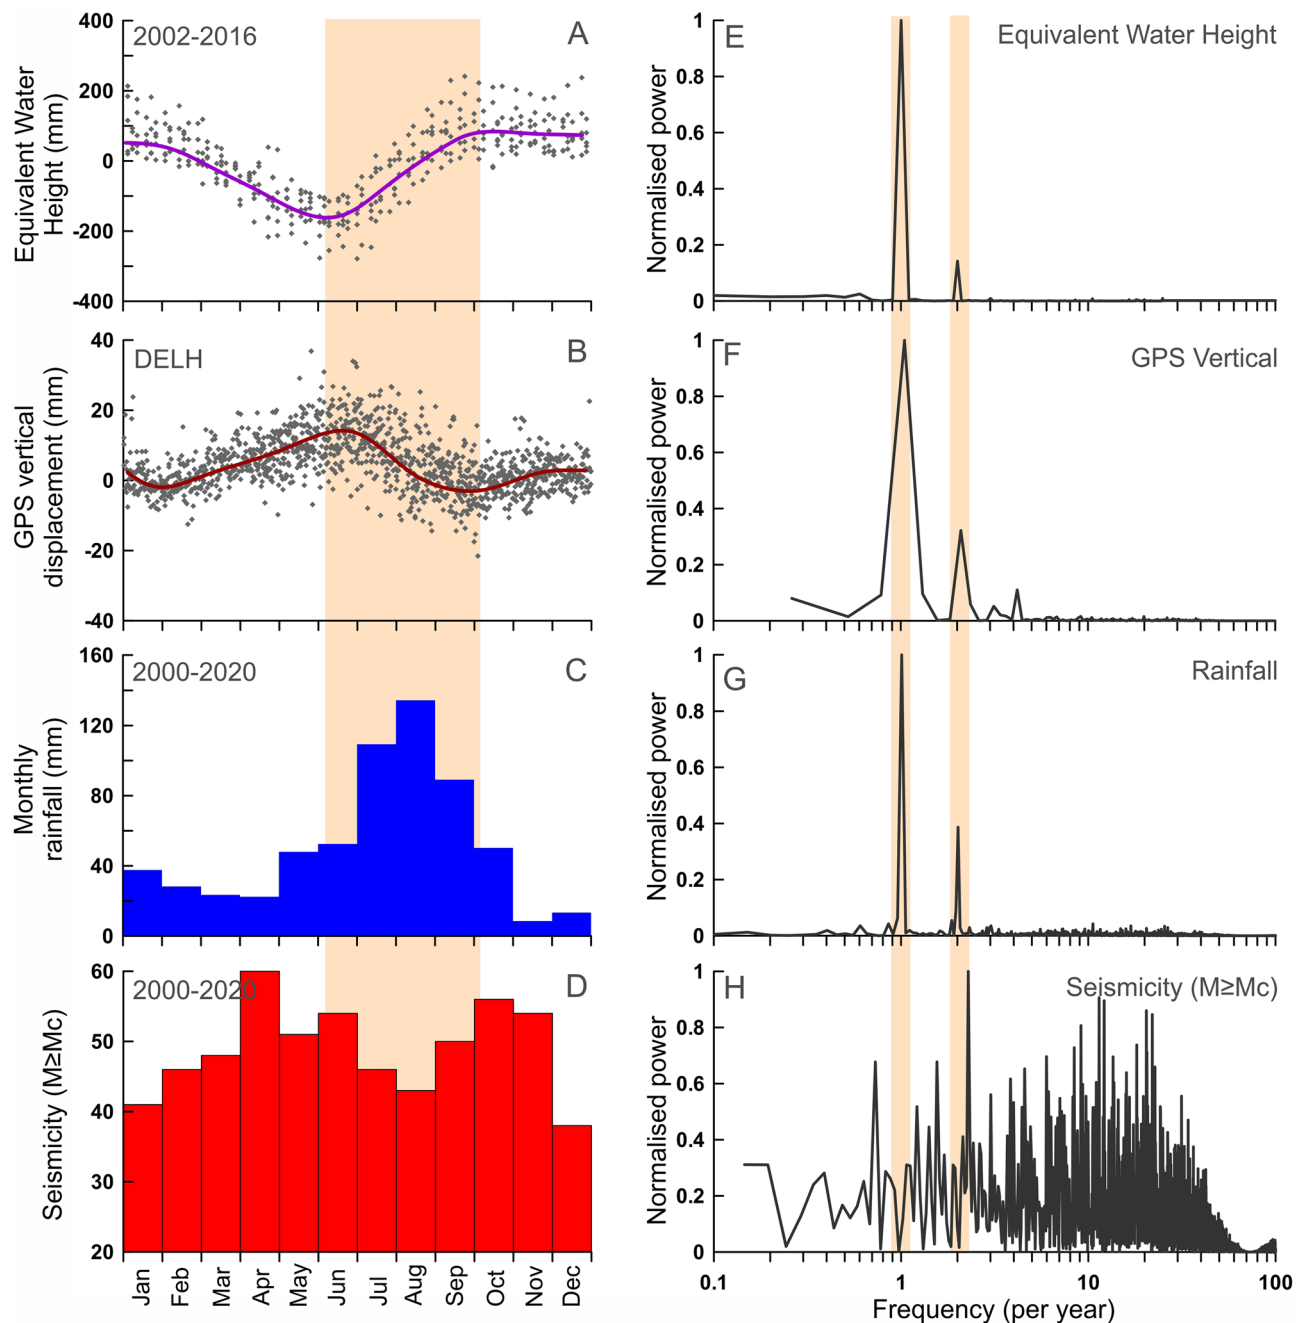 Equivalent Water
Height (mm)
400
200
0
-200
-400
2002-2016
A
GPS vertical
displacement (mm)
40
20
0
-20
-40
DELH
B
Monthly
rainfall (mm)
160
120
80
40
0
2000-2020
C
Seismicity (M≥Mc)
60
50
40
30
20
2000-2020
D
Jan
Feb
Mar
Apr
May
Jun
Jul
Aug
Sep
Oct
Nov
Dec
Normalised power
1
0.8
0.6
0.4
0.2
0
E
Equivalent Water Height
Normalised power
1
0.8
0.6
0.4
0.2
0
F
GPS Vertical
Normalised power
1
0.8
0.6
0.4
0.2
0
G
Rainfall
Normalised power
1
0.8
0.6
0.4
0.2
0
H
Seismicity (M≥Mc)
0.1
1
10
100
Frequency (per year)